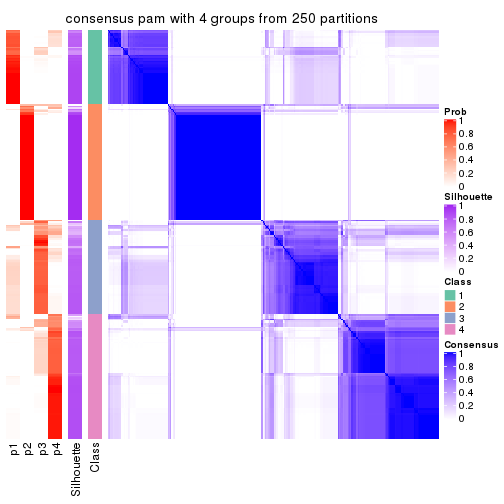 consensus pam with 4 groups from 250 partitions
Prob
1
0.8
0.6
0.4
0.2
0
Silhouette
1
0.8
0.6
0.4
0.2
0
Class
1
2
3
4
Consensus
1
0.8
0.6
0.4
0.2
0
p1
p2
p3
p4
Silhouette
Class